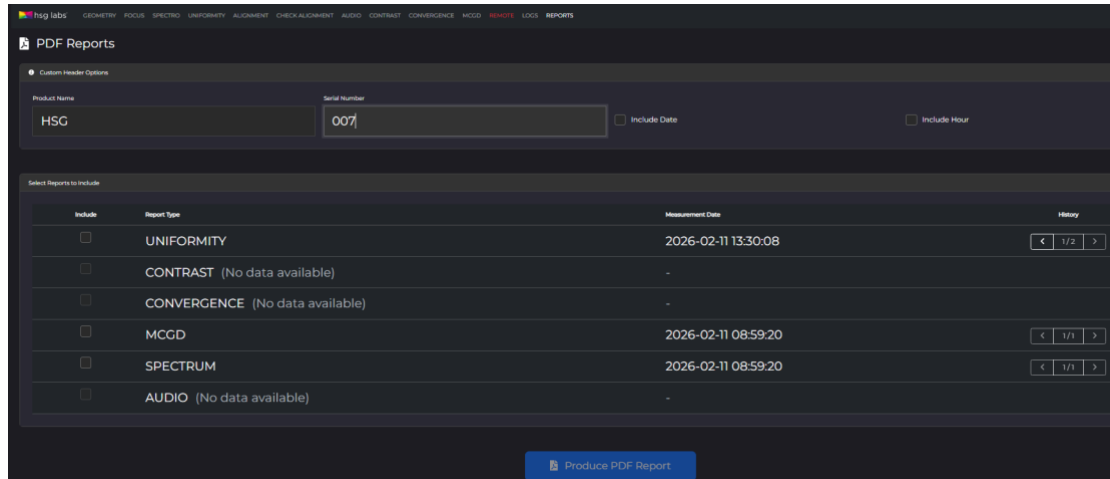 hsg labs GEOMETRY FOCUS SPECTRO UNIFORMITY ALIGNMENT CHECK ALIGNMENT AUDIO CONTRAST CONVERGENCE MCGD REMOTE LOGS REPORTS
PDF Reports
Custom Header Options
Product Name Serial Number
HSG 007 Include Date Include Hour
Select Reports to Include
Include Report Type Measurement Date History
UNIFORMITY 2026-02-11 13:30:08 < 1/2 >
CONTRAST (No data available) -
CONVERGENCE (No data available) -
MCGD 2026-02-11 08:59:20 < 1/1 >
SPECTRUM 2026-02-11 08:59:20 < 1/1 >
AUDIO (No data available) -
Produce PDF Report